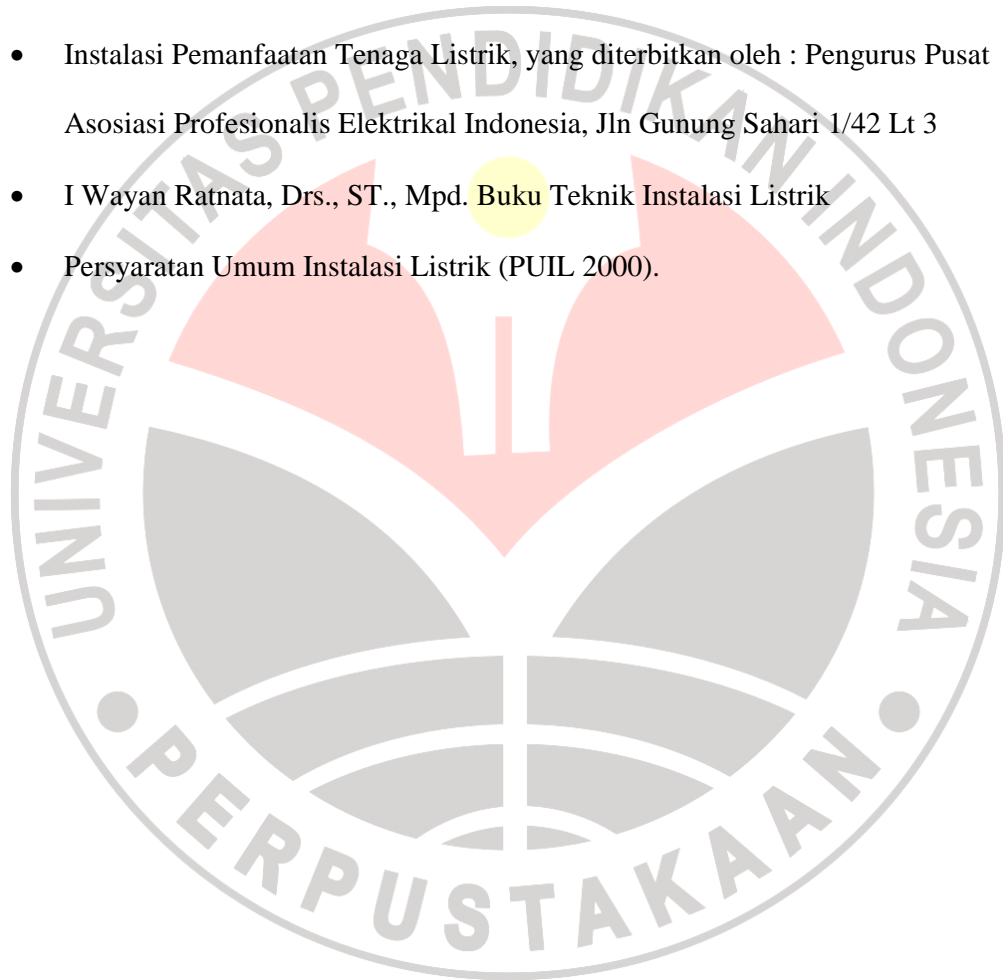 • Instalasi Pemanfaatan Tenaga Listrik, yang diterbitkan oleh : Pengurus Pusat
Asosiasi Profesionalis Elektrikal Indonesia, Jln Gunung Sahari 1/42 Lt 3
• I Wayan Ratnata, Drs., ST., Mpd. Buku Teknik Instalasi Listrik
• Persyaratan Umum Instalasi Listrik (PUIL 2000).
UNIVERSITAS PENDIDIKAN INDONESIA
PERPUSTAKAAN